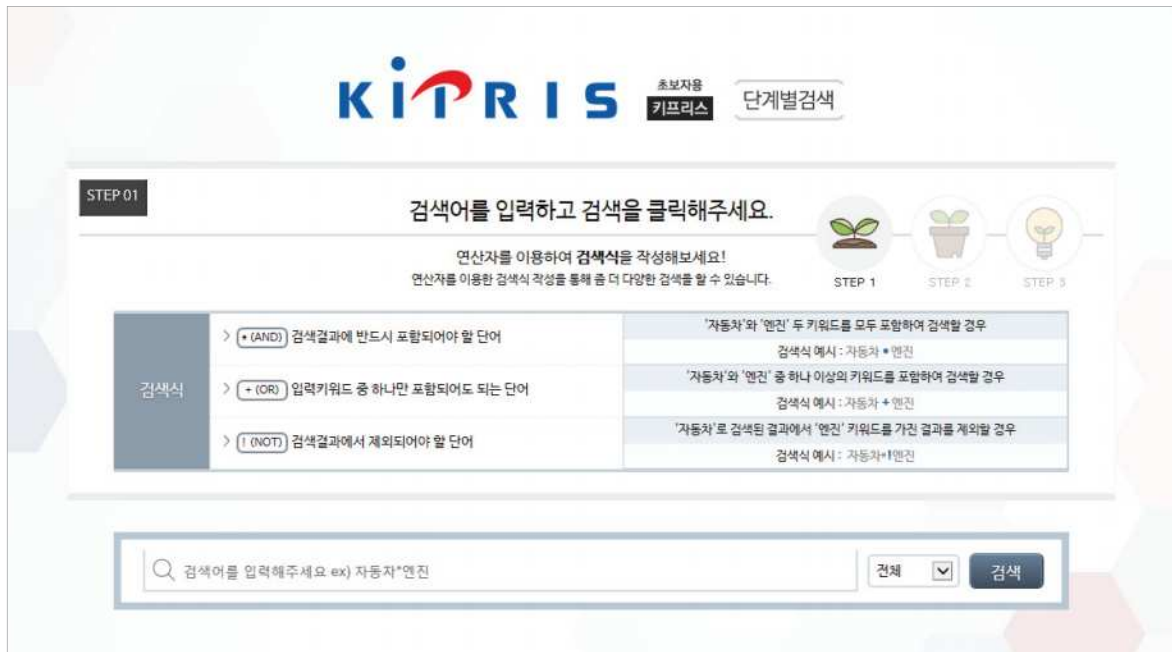 KIPRIS 초보자용 키프리스 단계별검색
STEP 01
검색어를 입력하고 검색을 클릭해주세요.
연산자를 이용하여 검색식을 작성해보세요!
연산자를 이용한 검색식 작성을 통해 좀 더 다양한 검색을 할 수 있습니다.
STEP 1 STEP 2 STEP 3
검색식
> * (AND) 검색결과에 반드시 포함되어야 할 단어
'자동차'와 '엔진' 두 키워드를 모두 포함하여 검색할 경우
검색식 예시 : 자동차 * 엔진
> + (OR) 입력키워드 중 하나만 포함되어도 되는 단어
'자동차'와 '엔진' 중 하나 이상의 키워드를 포함하여 검색할 경우
검색식 예시 : 자동차 + 엔진
> ! (NOT) 검색결과에서 제외되어야 할 단어
'자동차'로 검색된 결과에서 '엔진' 키워드를 가진 결과를 제외할 경우
검색식 예시 : 자동차*!엔진
검색어를 입력해주세요 ex) 자동차*엔진
전체
검색